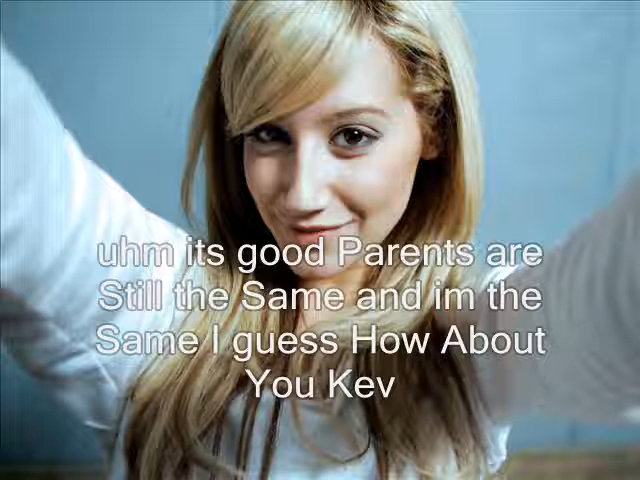 uhm its good Parents are
Still the Same and im the
Same I guess How About
You Kev